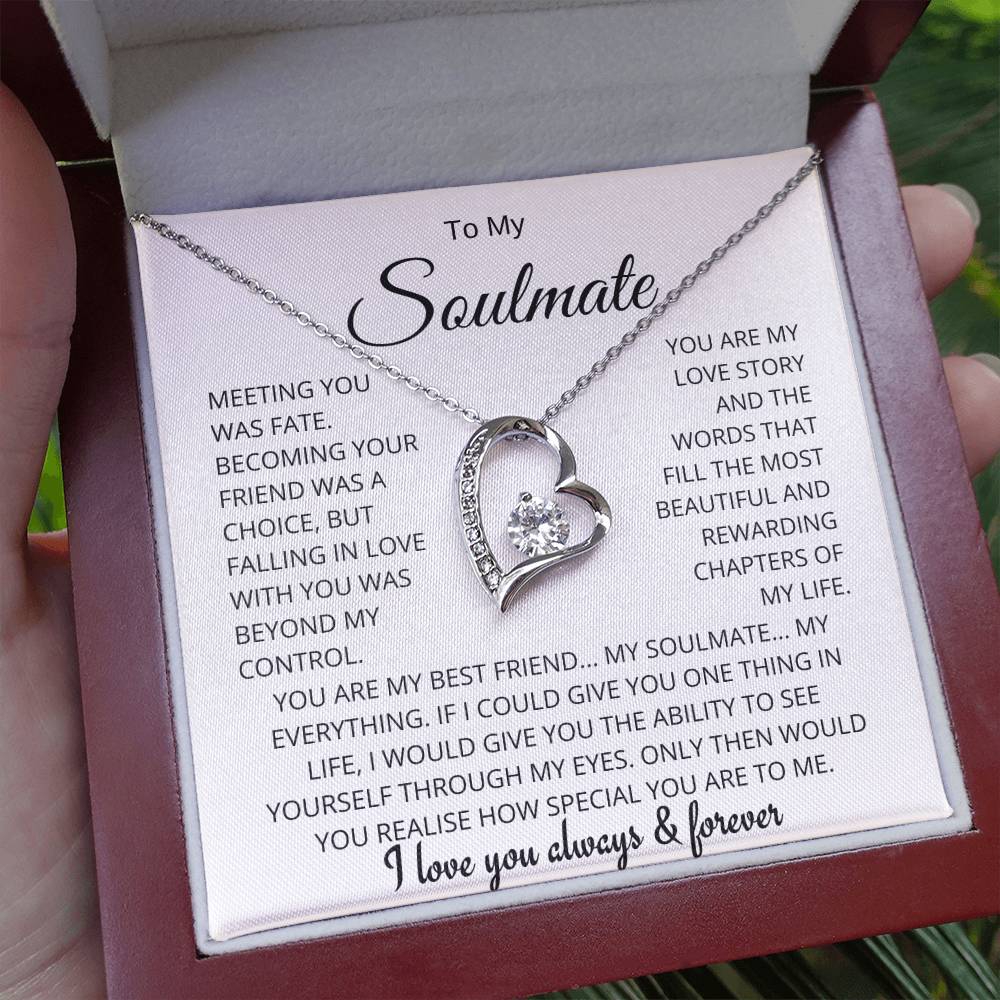 To My
Soulmate
MEETING YOU
WAS FATE.
BECOMING YOUR
FRIEND WAS A
CHOICE, BUT
FALLING IN LOVE
WITH YOU WAS
BEYOND MY
CONTROL.
YOU ARE MY
LOVE STORY
AND THE
WORDS THAT
FILL THE MOST
BEAUTIFUL AND
REWARDING
CHAPTERS OF
MY LIFE.
YOU ARE MY BEST FRIEND... MY SOULMATE... MY
EVERYTHING. IF I COULD GIVE YOU ONE THING IN
LIFE, I WOULD GIVE YOU THE ABILITY TO SEE
YOURSELF THROUGH MY EYES. ONLY THEN WOULD
YOU REALISE HOW SPECIAL YOU ARE TO ME.
I love you always & forever